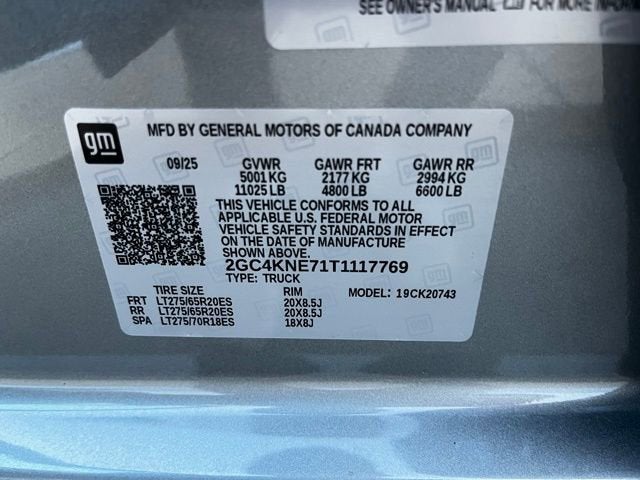 SEE OWNER'S MANUAL FOR MORE INFORMA
gm
MFD BY GENERAL MOTORS OF CANADA COMPANY
09/25 GVWR GAWR FRT GAWR RR
5001 KG 2177 KG 2994 KG
11025 LB 4800 LB 6600 LB
THIS VEHICLE CONFORMS TO ALL
APPLICABLE U.S. FEDERAL MOTOR
VEHICLE SAFETY STANDARDS IN EFFECT
ON THE DATE OF MANUFACTURE
SHOWN ABOVE.
2GC4KNE71T1117769
TYPE: TRUCK
TIRE SIZE RIM MODEL: 19CK20743
FRT LT275/65R20ES 20X8.5J
RR LT275/65R20ES 20X8.5J
SPA LT275/70R18ES 18X8J